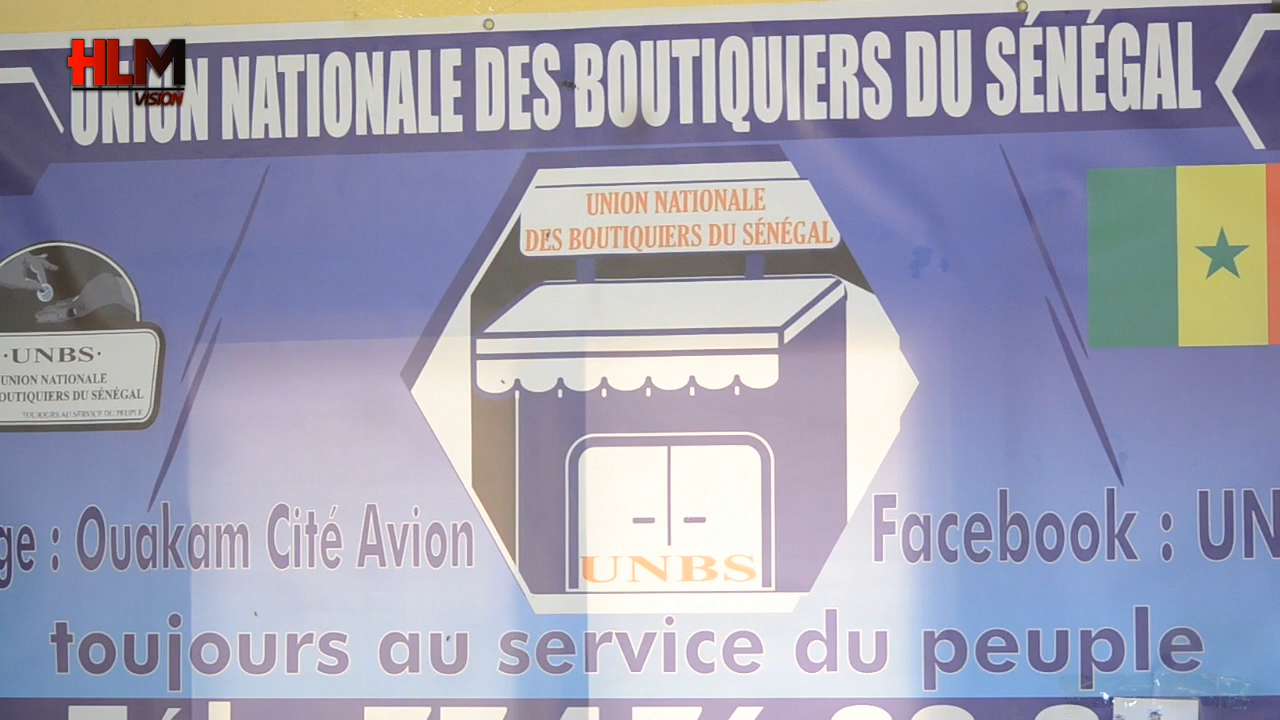 HLM
VISION
UNION NATIONALE DES BOUTIQUIERS DU SÉNÉGAL
UNION NATIONALE
DES BOUTIQUIERS DU SÉNÉGAL
·UNBS·
UNION NATIONALE
BOUTIQUIERS DU SÉNÉGAL
TOUJOURS AU SERVICE DU PEUPLE
: Ouakam Cité Avion
Facebook : UN
UNBS
toujours au service du peuple